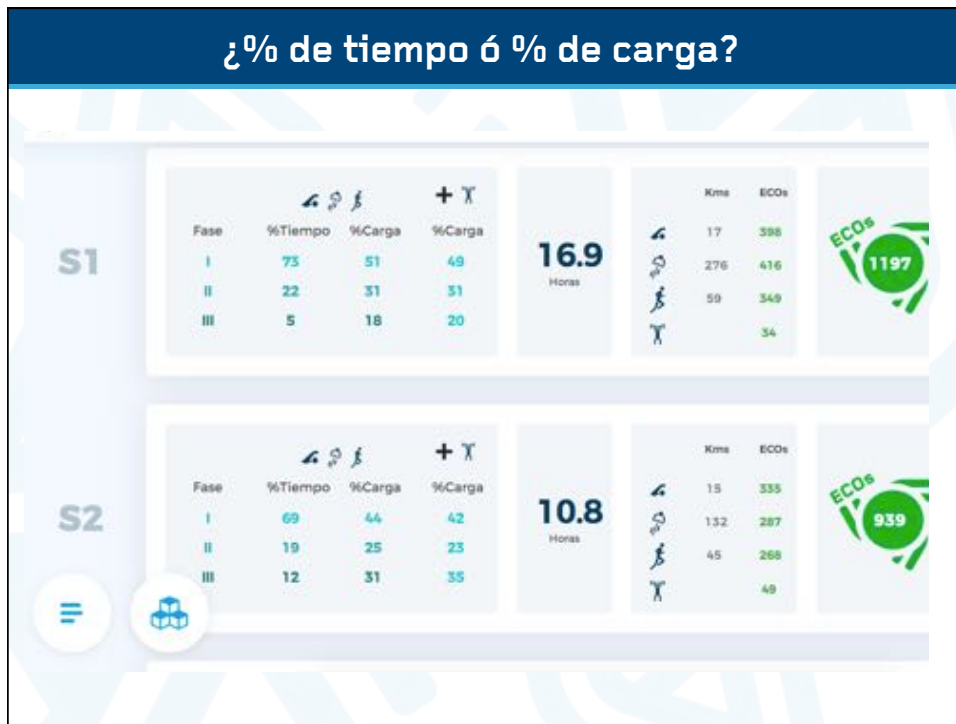 ¿% de tiempo ó % de carga?
S1
+
Fase %Tiempo %Carga %Carga
I 73 51 49
II 22 31 31
III 5 18 20
16.9
Horas
Kms ECOs
17 398
276 416
59 349
34
ECOs
1197
S2
+
Fase %Tiempo %Carga %Carga
I 69 44 42
II 19 25 23
III 12 31 35
10.8
Horas
Kms ECOs
15 335
132 287
45 268
49
ECOs
939